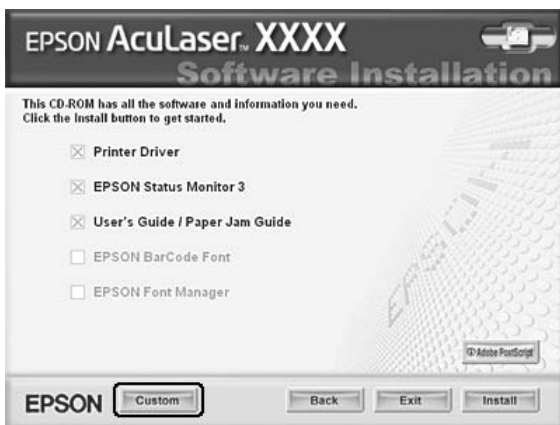 EPSON AcuLaser™ XXXX
Software Installation
This CD-ROM has all the software and information you need.
Click the Install button to get started.
Printer Driver
EPSON Status Monitor 3
User's Guide / Paper Jam Guide
EPSON BarCode Font
EPSON Font Manager
EPSON
Adobe PostScript
EPSON
Custom
Back
Exit
Install